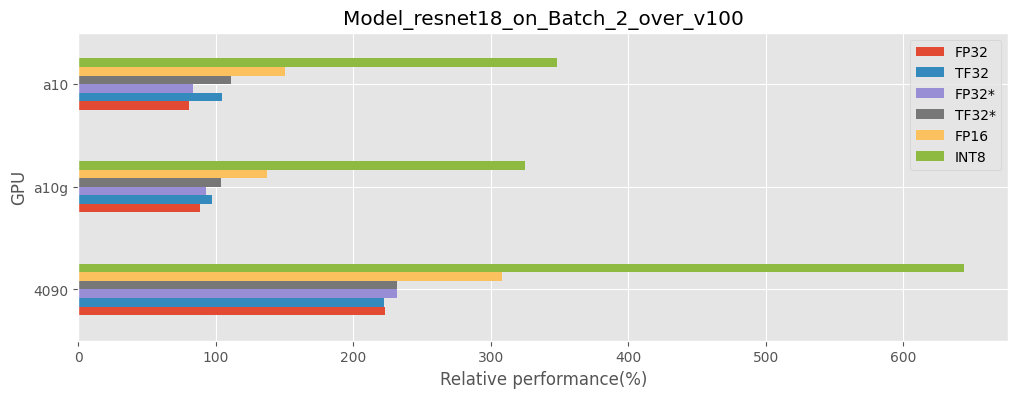 Model_resnet18_on_Batch_2_over_v100
FP32
TF32
FP32*
TF32*
FP16
INT8
GPU
a10
a10g
4090
0 100 200 300 400 500 600
Relative performance(%)